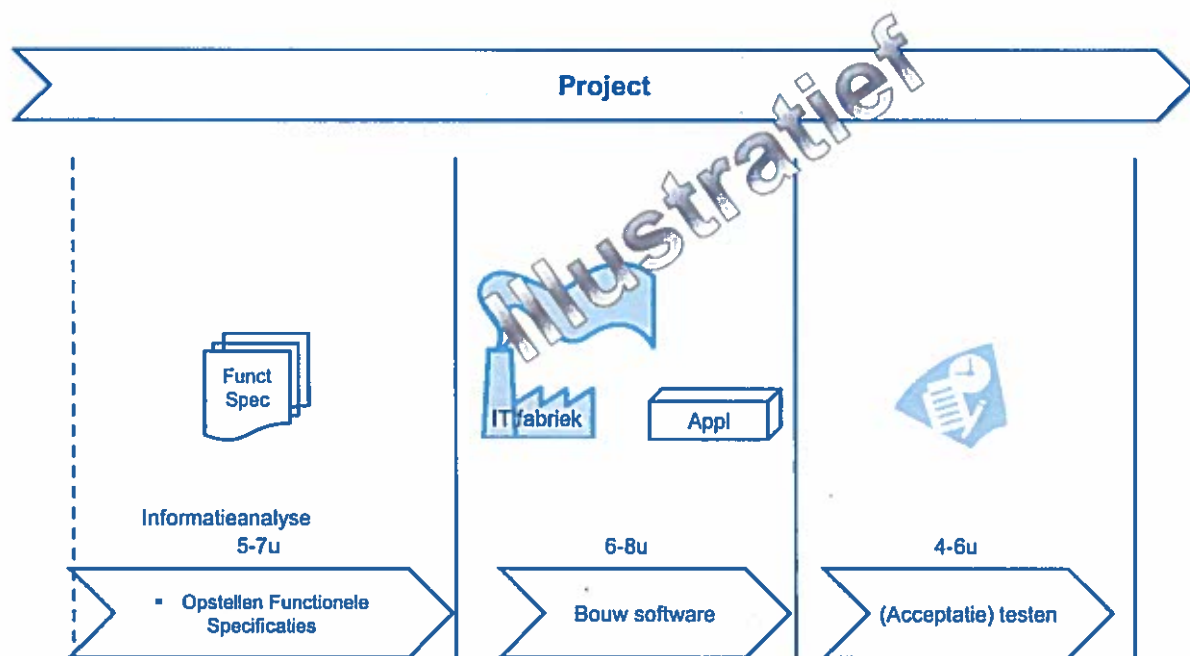 Project
Illustratief
Funct
Spec
IT fabriek
Appl
Informatieanalyse
5-7u
6-8u
4-6u
▪ Opstellen Functionele
Specificaties
Bouw software
(Acceptatie) testen